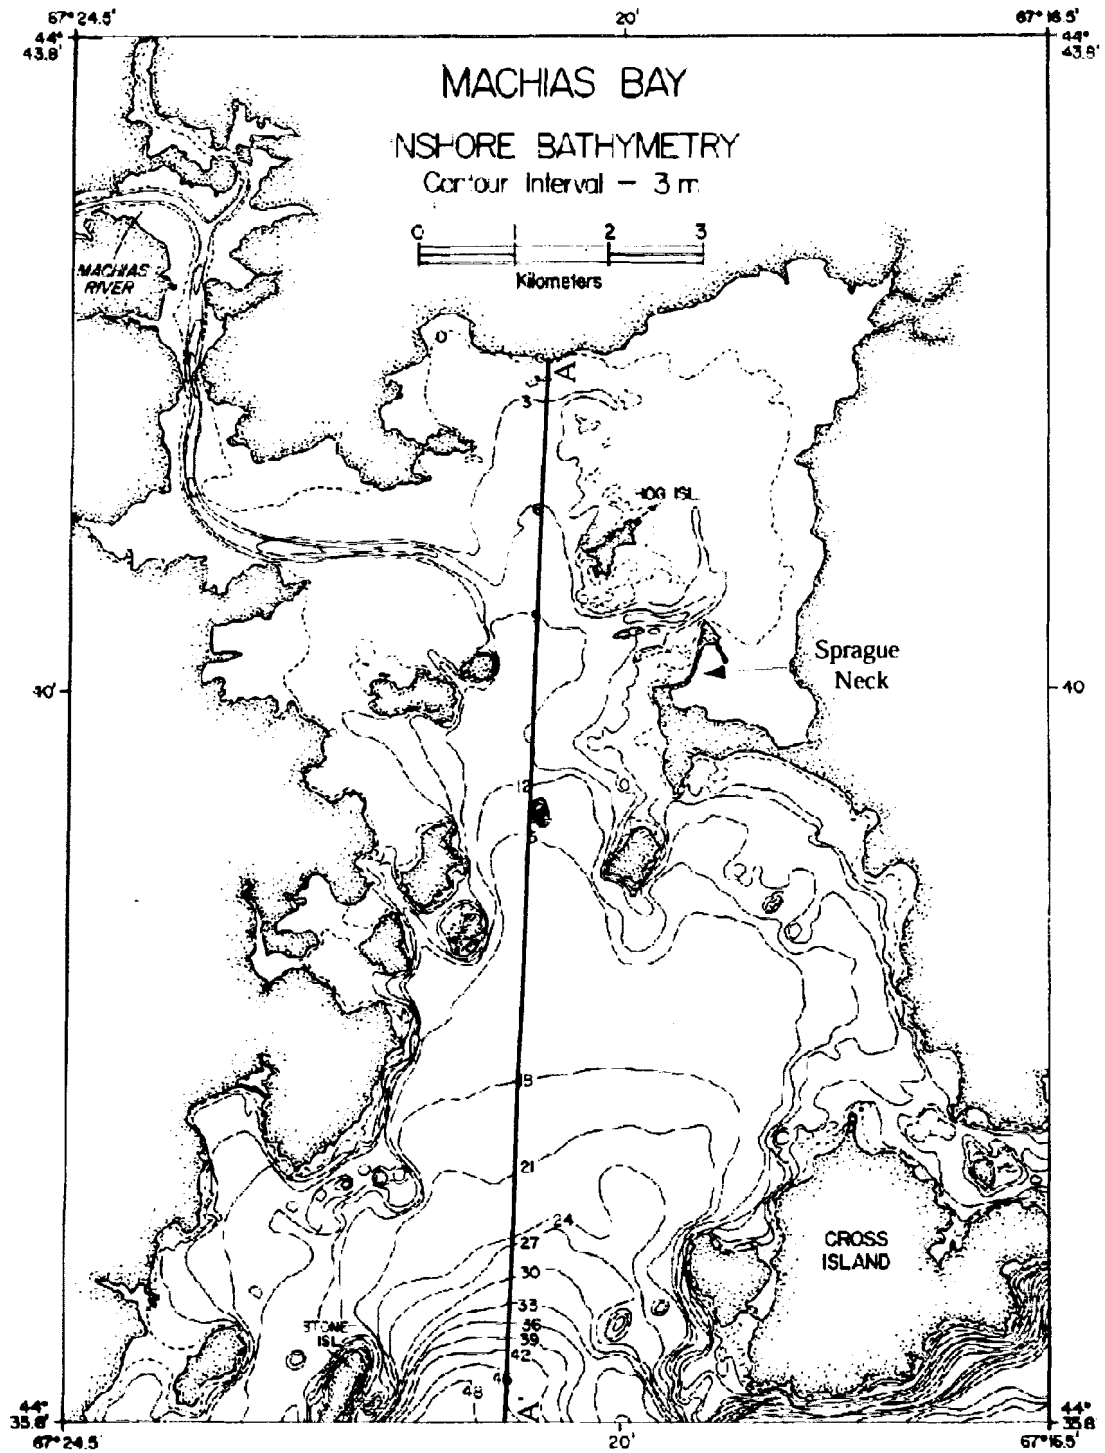 67° 24.5'
20'
67° 16.5'
44°
43.8'
44°
43.8'
MACHIAS BAY
NSHORE BATHYMETRY
Contour Interval — 3 m
0 1 2 3
Kilometers
MACHIAS
RIVER
A
3
HOG ISL.
9
Sprague
Neck
40'
40
12
18
21
24
27
30
33
36
39
42
48
CROSS
ISLAND
STONE
ISL.
A
44°
35.8'
44°
35.8
67° 24.5
20'
67° 16.5'